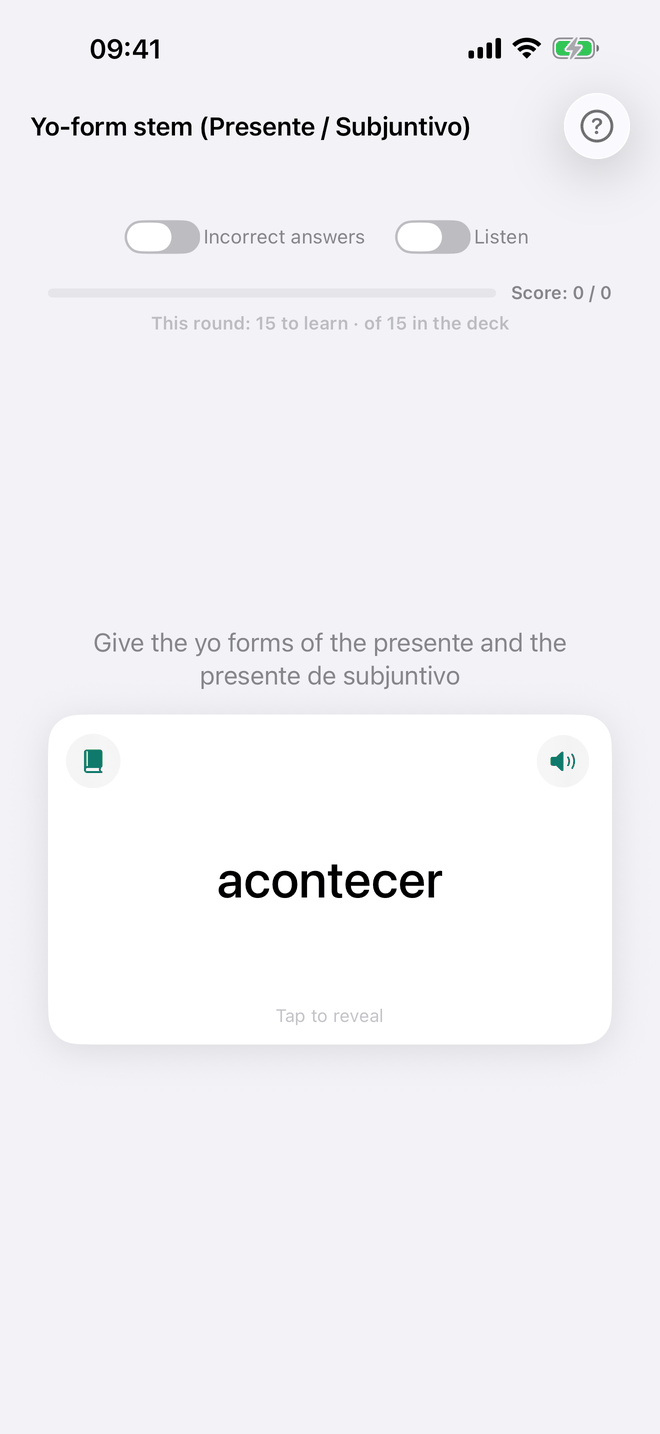 09:41
Yo-form stem (Presente / Subjuntivo)
Incorrect answers
Listen
Score: 0 / 0
This round: 15 to learn · of 15 in the deck
Give the yo forms of the presente and the
presente de subjuntivo
acontecer
Tap to reveal